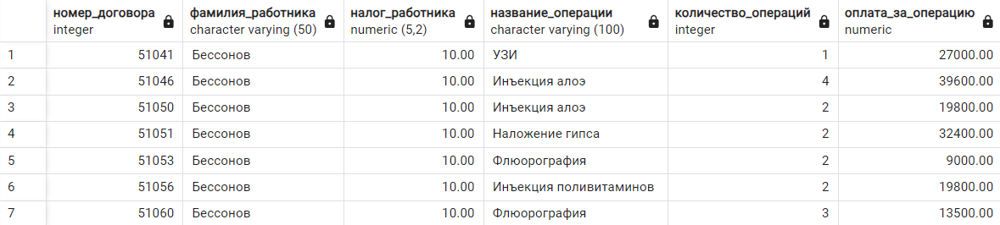 номер_договора фамилия_работника налог_работника название_операции количество_операций оплата_за_операцию
integer character varying (50) numeric (5,2) character varying (100) integer numeric
1 51041 Бессонов 10.00 УЗИ 1 27000.00
2 51046 Бессонов 10.00 Инъекция алоэ 4 39600.00
3 51050 Бессонов 10.00 Инъекция алоэ 2 19800.00
4 51051 Бессонов 10.00 Наложение гипса 2 32400.00
5 51053 Бессонов 10.00 Флюорография 2 9000.00
6 51056 Бессонов 10.00 Инъекция поливитаминов 2 19800.00
7 51060 Бессонов 10.00 Флюорография 3 13500.00